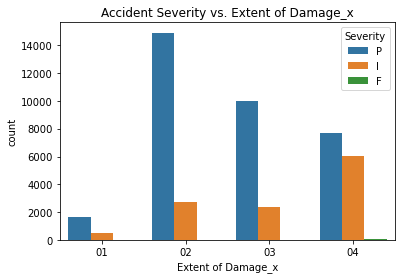 Accident Severity vs. Extent of Damage_x
Severity
P
I
F
14000
12000
10000
8000
6000
4000
2000
0
count
01 02 03 04
Extent of Damage_x